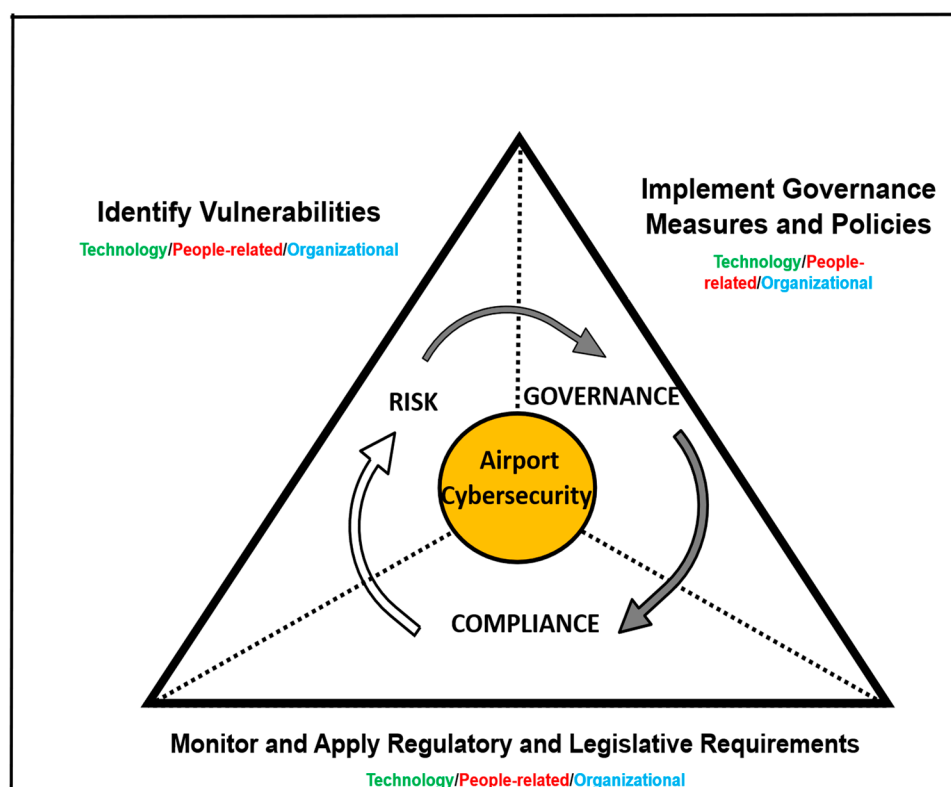 Identify Vulnerabilities
Technology/People-related/Organizational
Implement Governance
Measures and Policies
Technology/People-
related/Organizational
RISK
GOVERNANCE
Airport
Cybersecurity
COMPLIANCE
Monitor and Apply Regulatory and Legislative Requirements
Technology/People-related/Organizational